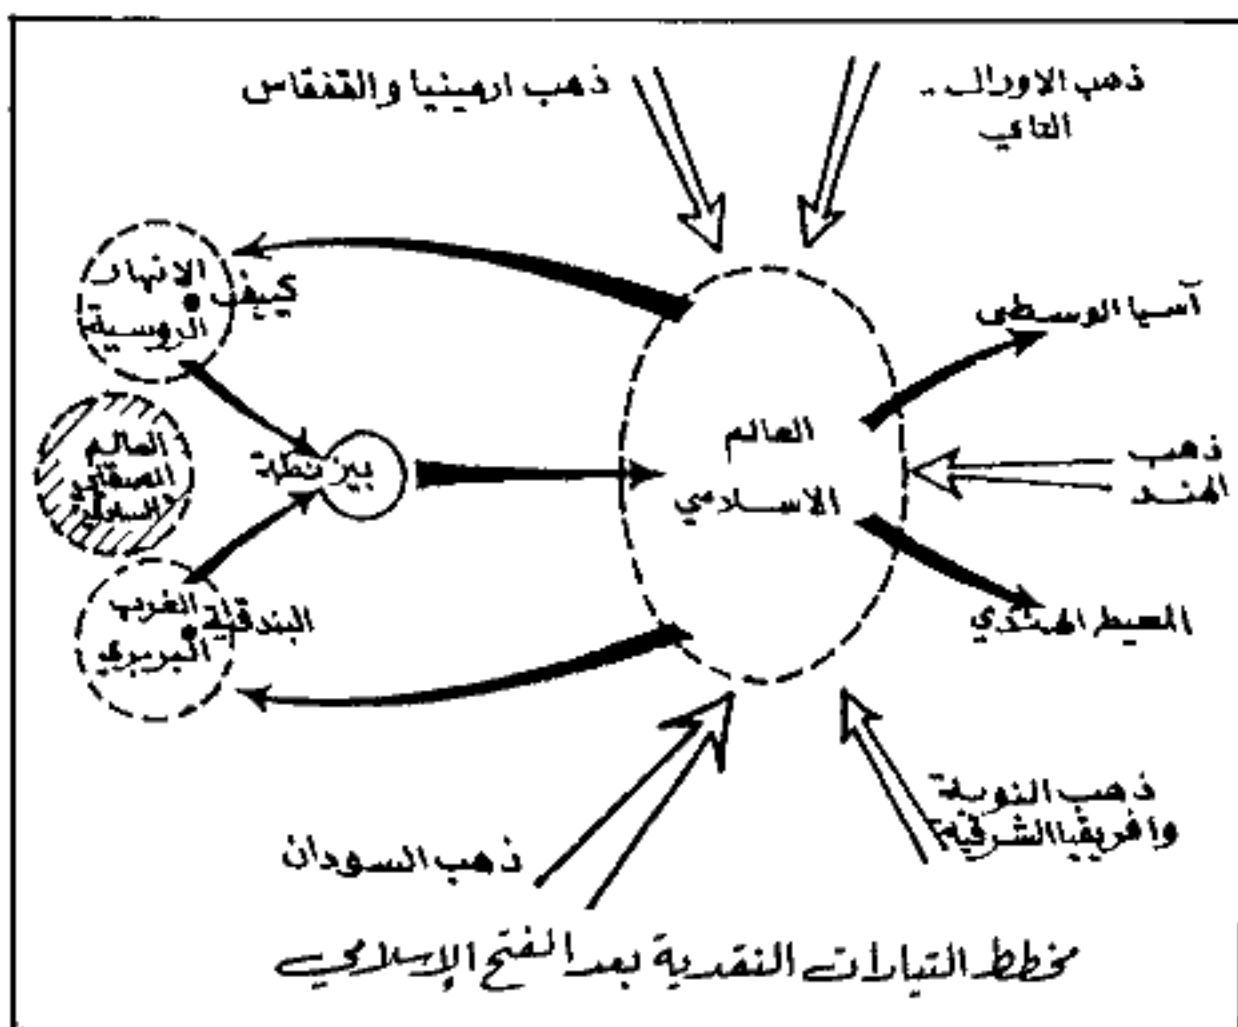 ذهب الاورال ..
التاي
ذهب ارمينيا والقفقاس
آسيا الوسطى
الانهار
كييف
الروسية
العالم
الاسلامي
ذهب
الهند
بيزنطة
العالم
المحيط الهندي
الغرب
البندقية
البربري
ذهب النوبة
وافريقيا الشرقية
ذهب السودان
مخطط التيارات النقدية بعد الفتح الإسلامي